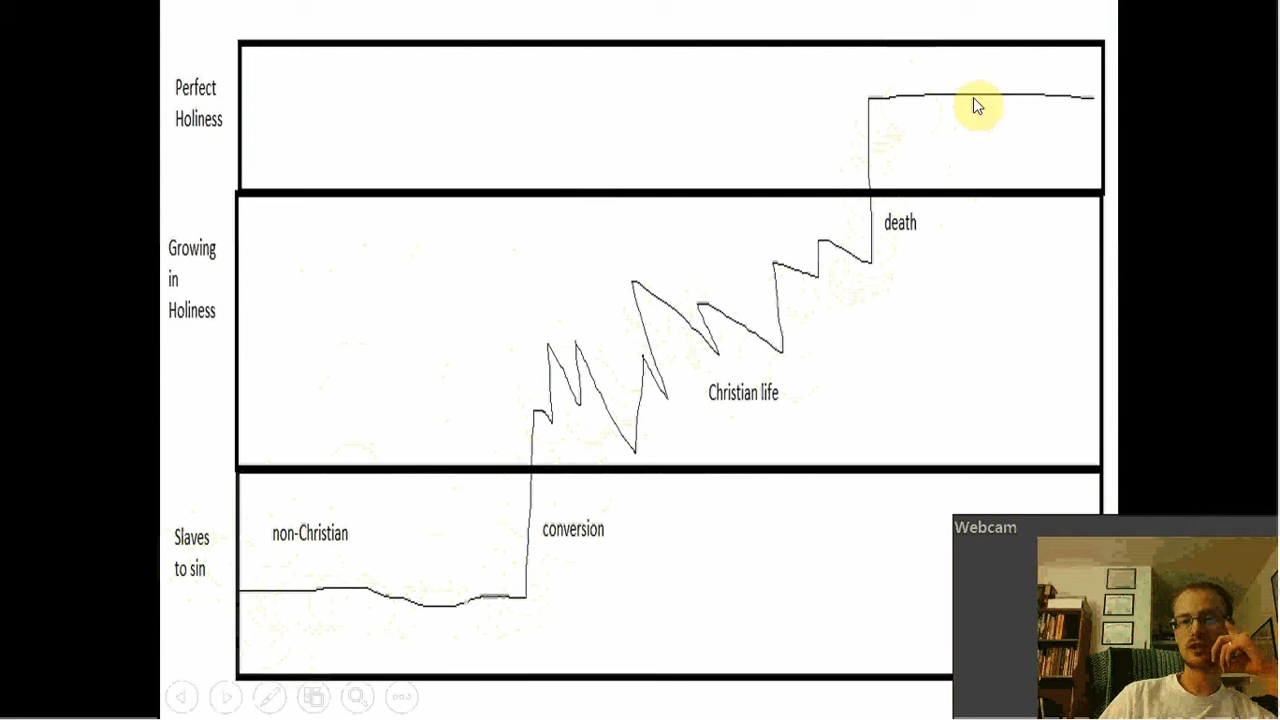 Perfect
Holiness
death
Growing
in
Holiness
Christian life
Slaves
to sin
non-Christian
conversion
Webcam